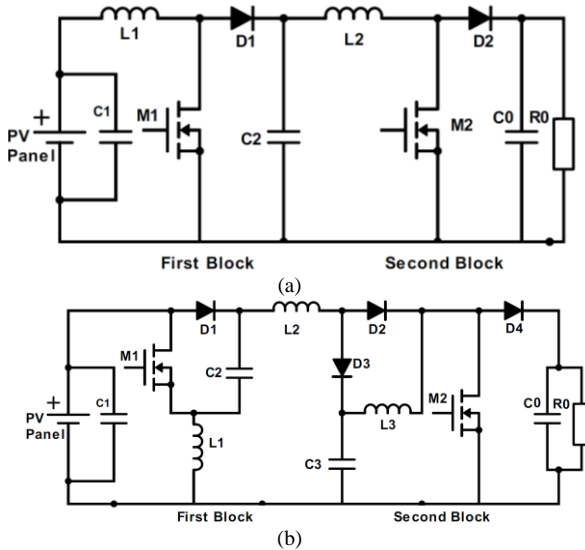 L1 D1 L2 D2
+ C1 M1 C2 M2 C0 R0
PV
Panel
First Block Second Block
(a)
D1 L2 D2 D4
M1 C2 D3
+ C1 L3 M2 C0 R0
PV
Panel
L1 C3
First Block Second Block
(b)